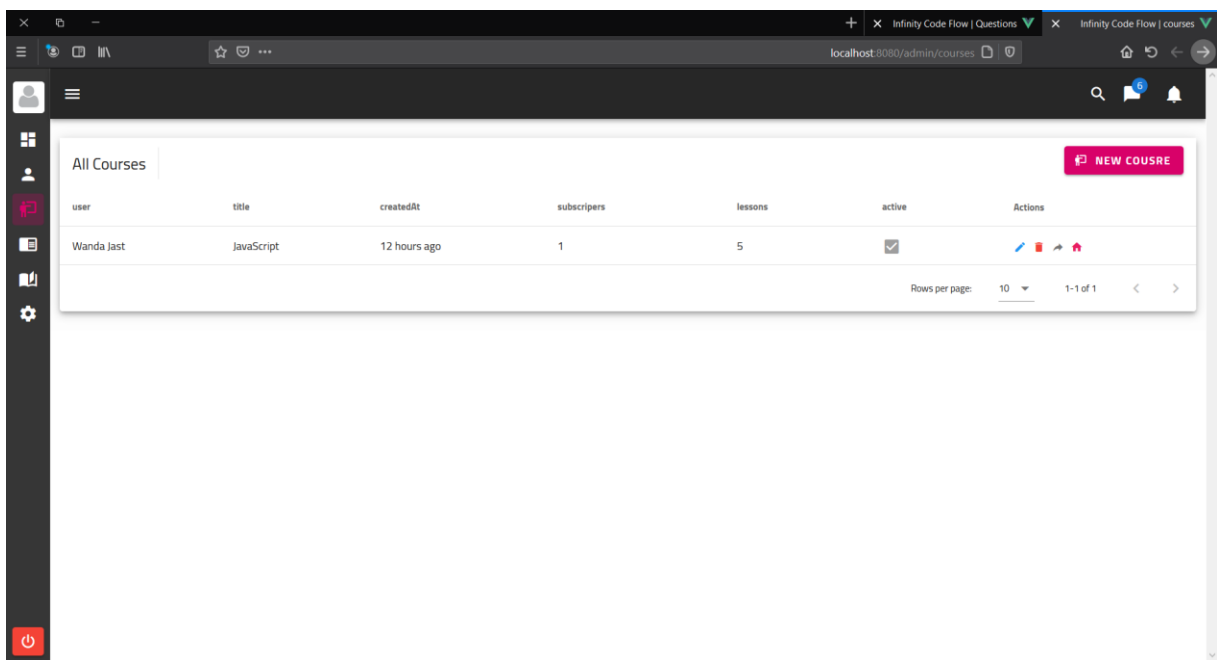 Infinity Code Flow | Questions
Infinity Code Flow | courses
localhost:8080/admin/courses
6
All Courses
NEW COUSRE
user title createdAt subscripers lessons active Actions
Wanda Jast JavaScript 12 hours ago 1 5
Rows per page: 10 1-1 of 1